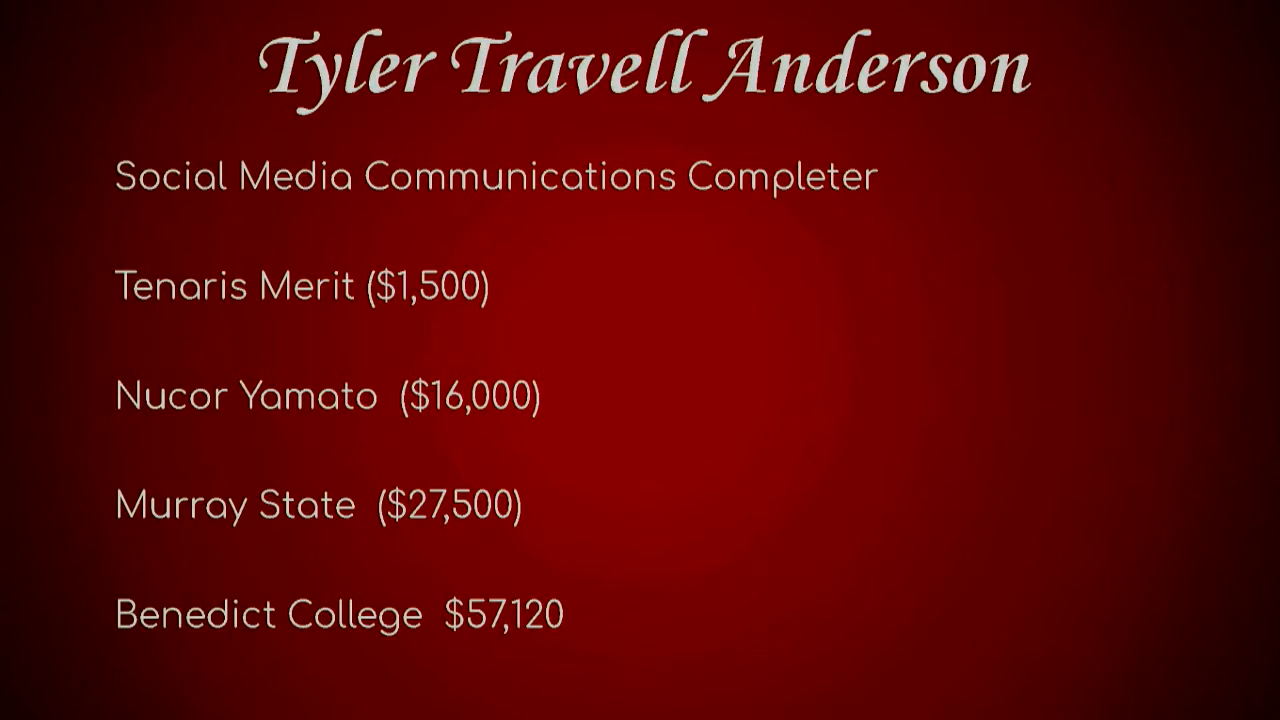 Tyler Travell Anderson
Social Media Communications Completer
Tenaris Merit ($1,500)
Nucor Yamato ($16,000)
Murray State ($27,500)
Benedict College $57,120